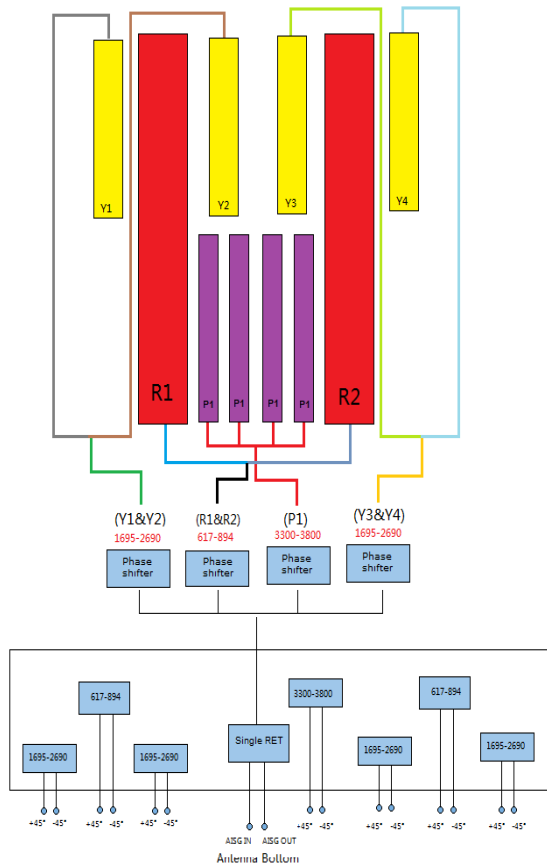 Y1
Y2
Y3
Y4
R1
P1
P1
P1
P1
R2
(Y1&Y2)
1695-2690
(R1&R2)
617-894
(P1)
3300-3800
(Y3&Y4)
1695-2690
Phase
shifter
Phase
shifter
Phase
shifter
Phase
shifter
617-894
3300-3800
617-894
1695-2690
1695-2690
Single RET
1695-2690
1695-2690
+45° -45°
+45° -45°
+45° -45°
AISG IN
AISG OUT
+45° -45°
+45° -45°
+45° -45°
+45° -45°
Antenna Bottom